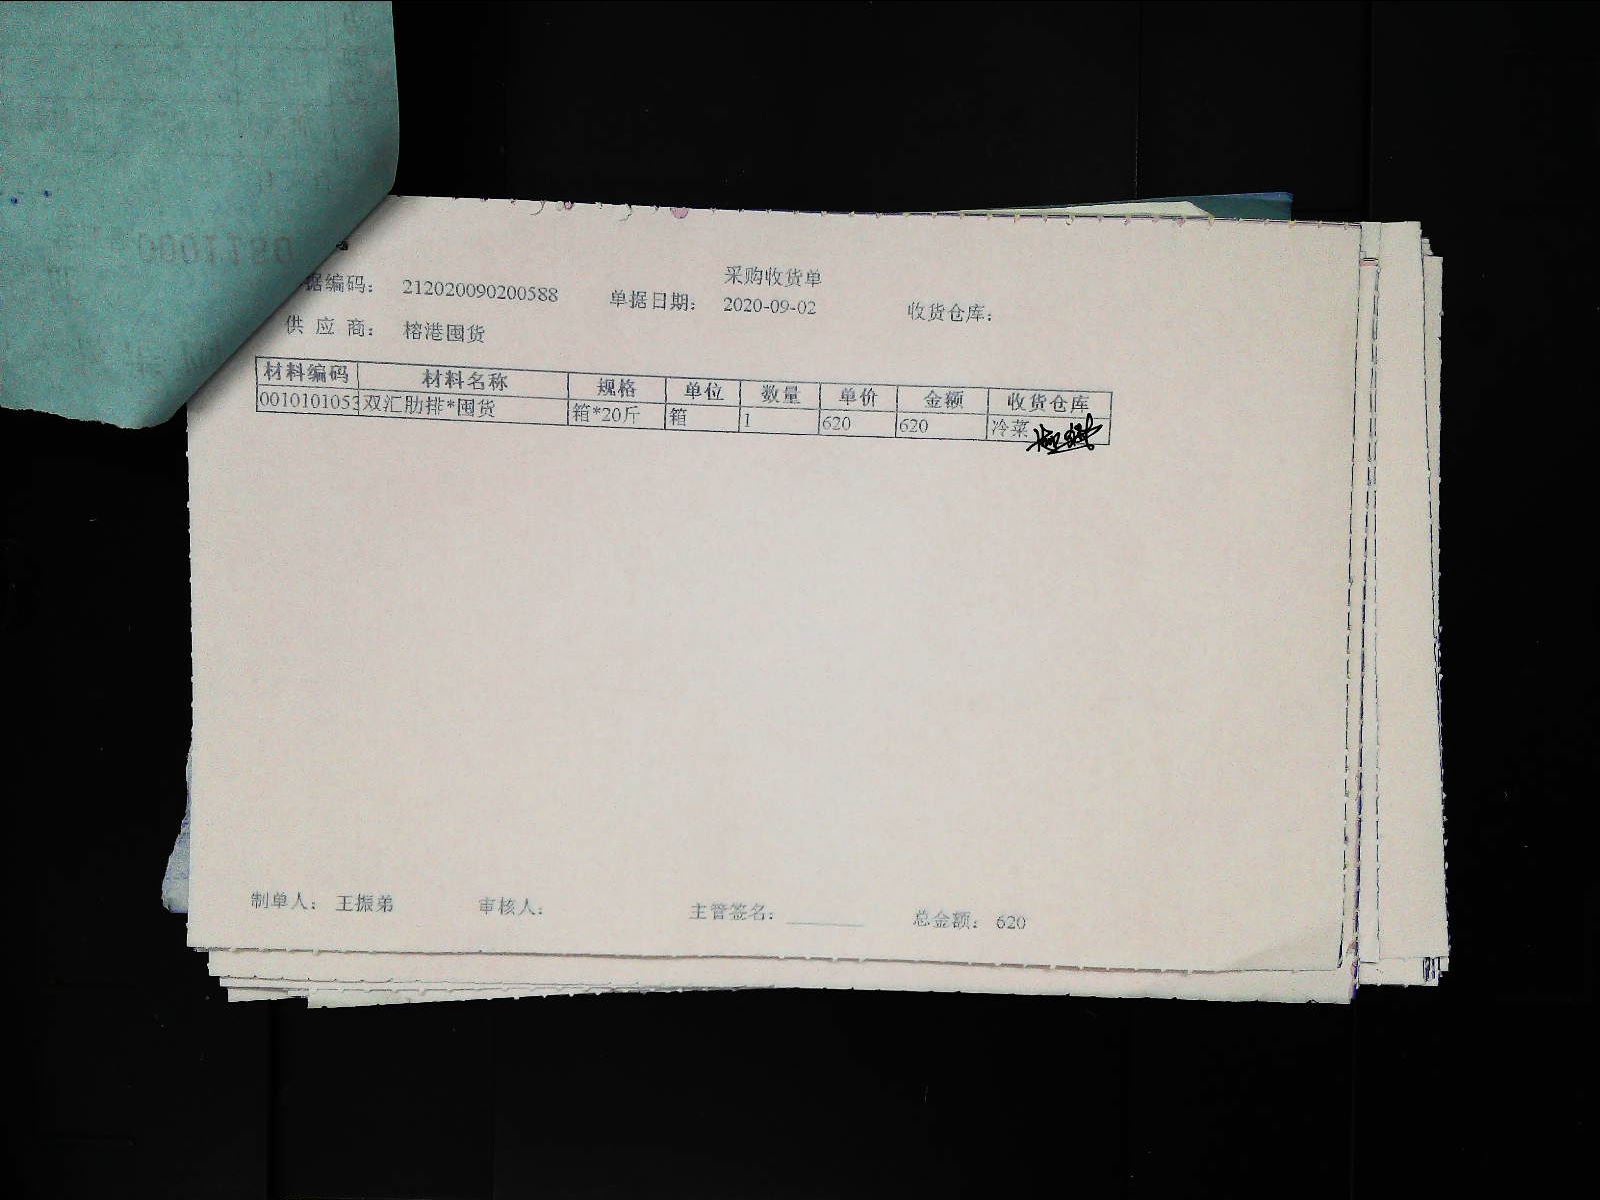 采购收货单
据编码： 212020090200588 单据日期： 2020-09-02 收货仓库：
供 应 商： 榕港囤货
材料编码 材料名称 规格 单位 数量 单价 金额 收货仓库
0010101053 双汇肋排*囤货 箱*20斤 箱 1 620 620 冷菜
制单人： 王振弟 审核人： 主管签名： 总金额： 620